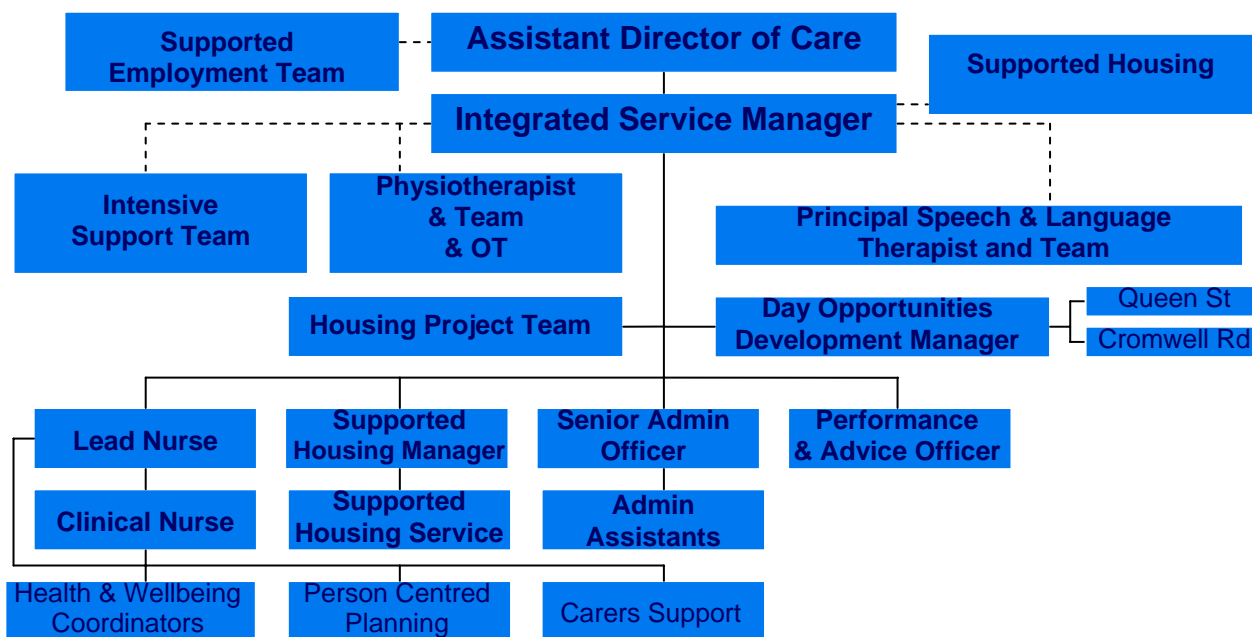 Supported
Employment Team
Assistant Director of Care
Supported Housing
Integrated Service Manager
Intensive
Support Team
Physiotherapist
& Team
& OT
Principal Speech & Language
Therapist and Team
Housing Project Team
Day Opportunities
Development Manager
Queen St
Cromwell Rd
Lead Nurse
Supported
Housing Manager
Senior Admin
Officer
Performance
& Advice Officer
Clinical Nurse
Supported
Housing Service
Admin
Assistants
Health & Wellbeing
Coordinators
Person Centred
Planning
Carers Support